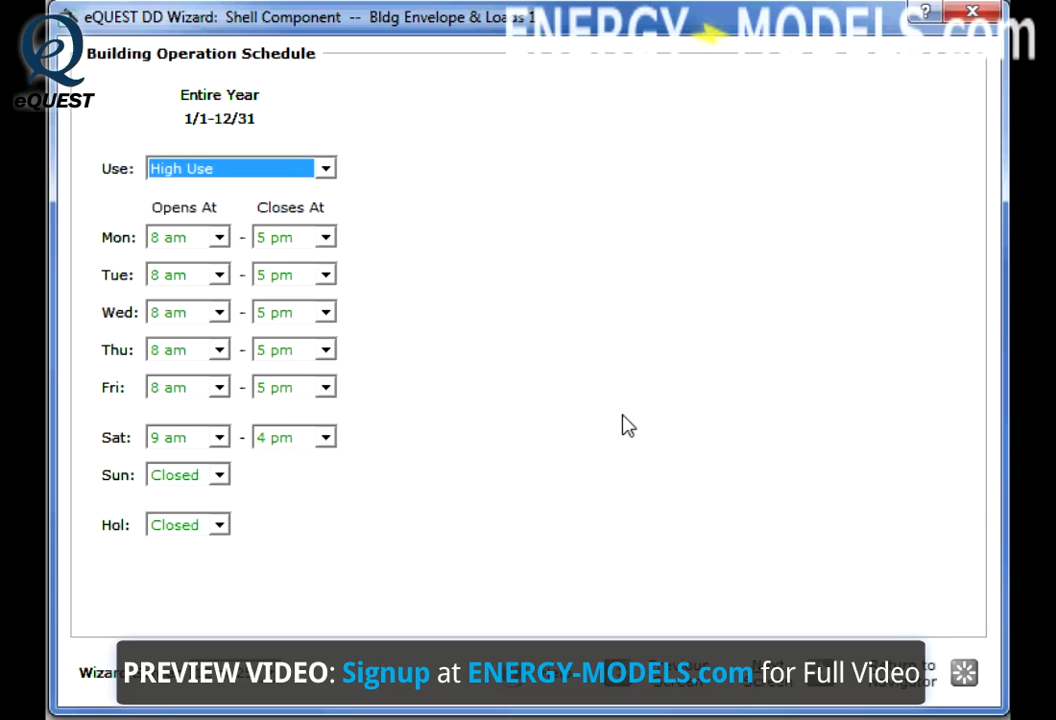 eQUEST DD Wizard: Shell Component -- Bldg Envelope & Loads 1
ENERGY-MODELS.com
eQUEST
Building Operation Schedule
Entire Year
1/1-12/31
Use: High Use
Opens At Closes At
Mon: 8 am - 5 pm
Tue: 8 am - 5 pm
Wed: 8 am - 5 pm
Thu: 8 am - 5 pm
Fri: 8 am - 5 pm
Sat: 9 am - 4 pm
Sun: Closed
Hol: Closed
PREVIEW VIDEO: Signup at ENERGY-MODELS.com for Full Video